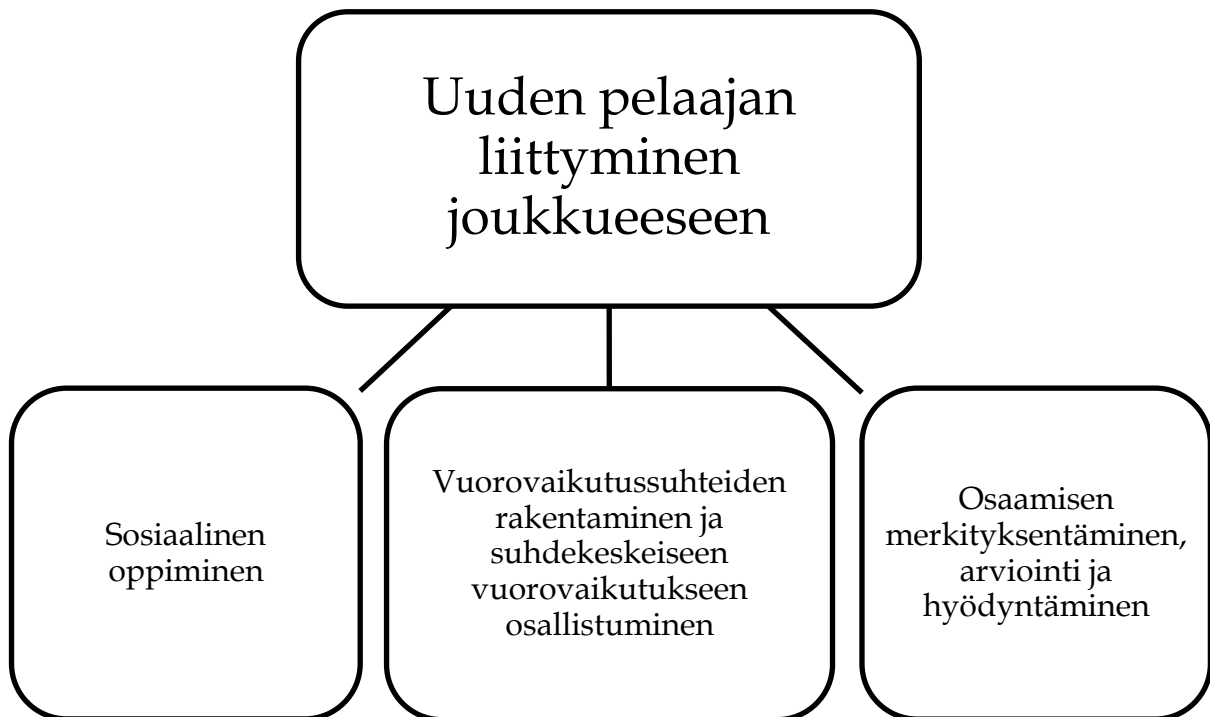 Uuden pelaajan
liittyminen
joukkueeseen
Sosiaalinen
oppiminen
Vuorovaikutussuhteiden
rakentaminen ja
suhdekeskeiseen
vuorovaikutukseen
osallistuminen
Osaamisen
merkityksentäminen,
arviointi ja
hyödyntäminen